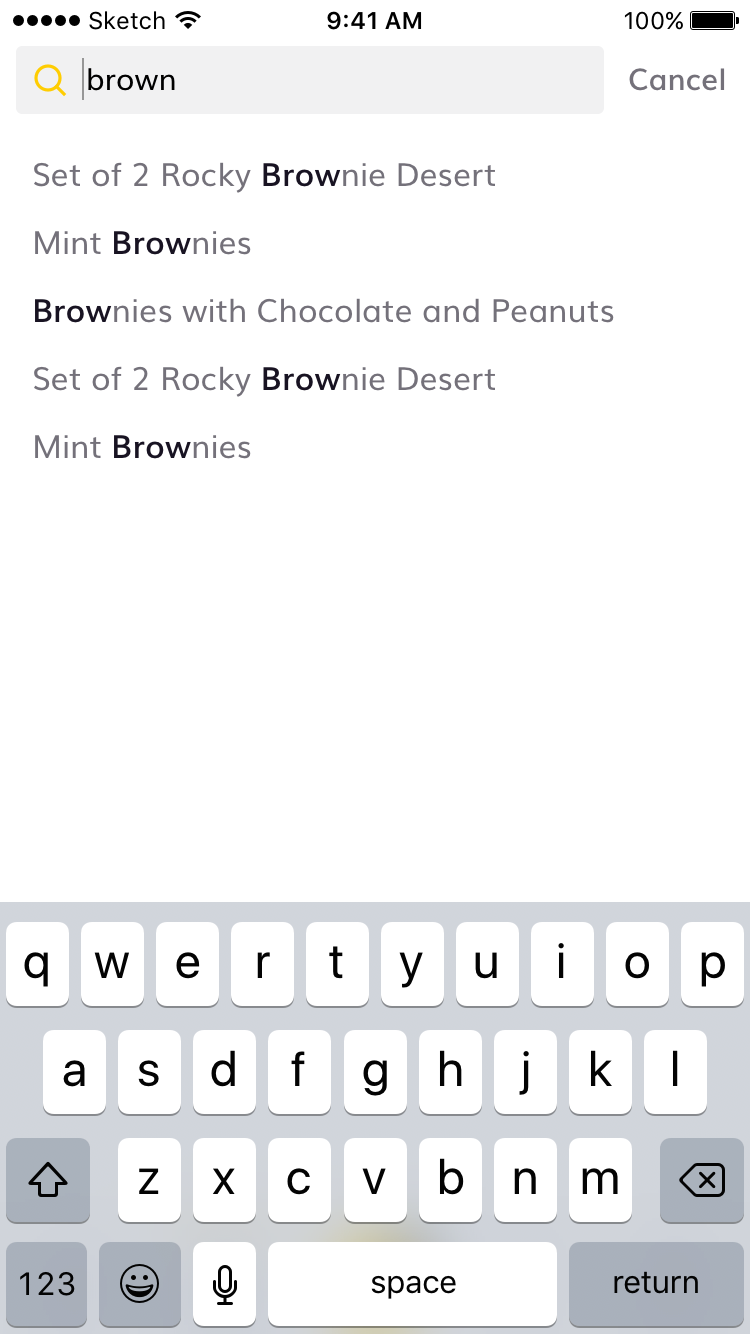 Sketch 9:41 AM 100%
brown Cancel
Set of 2 Rocky Brownie Desert
Mint Brownies
Brownies with Chocolate and Peanuts
Set of 2 Rocky Brownie Desert
Mint Brownies
q w e r t y u i o p
a s d f g h j k l
z x c v b n m
123 space return